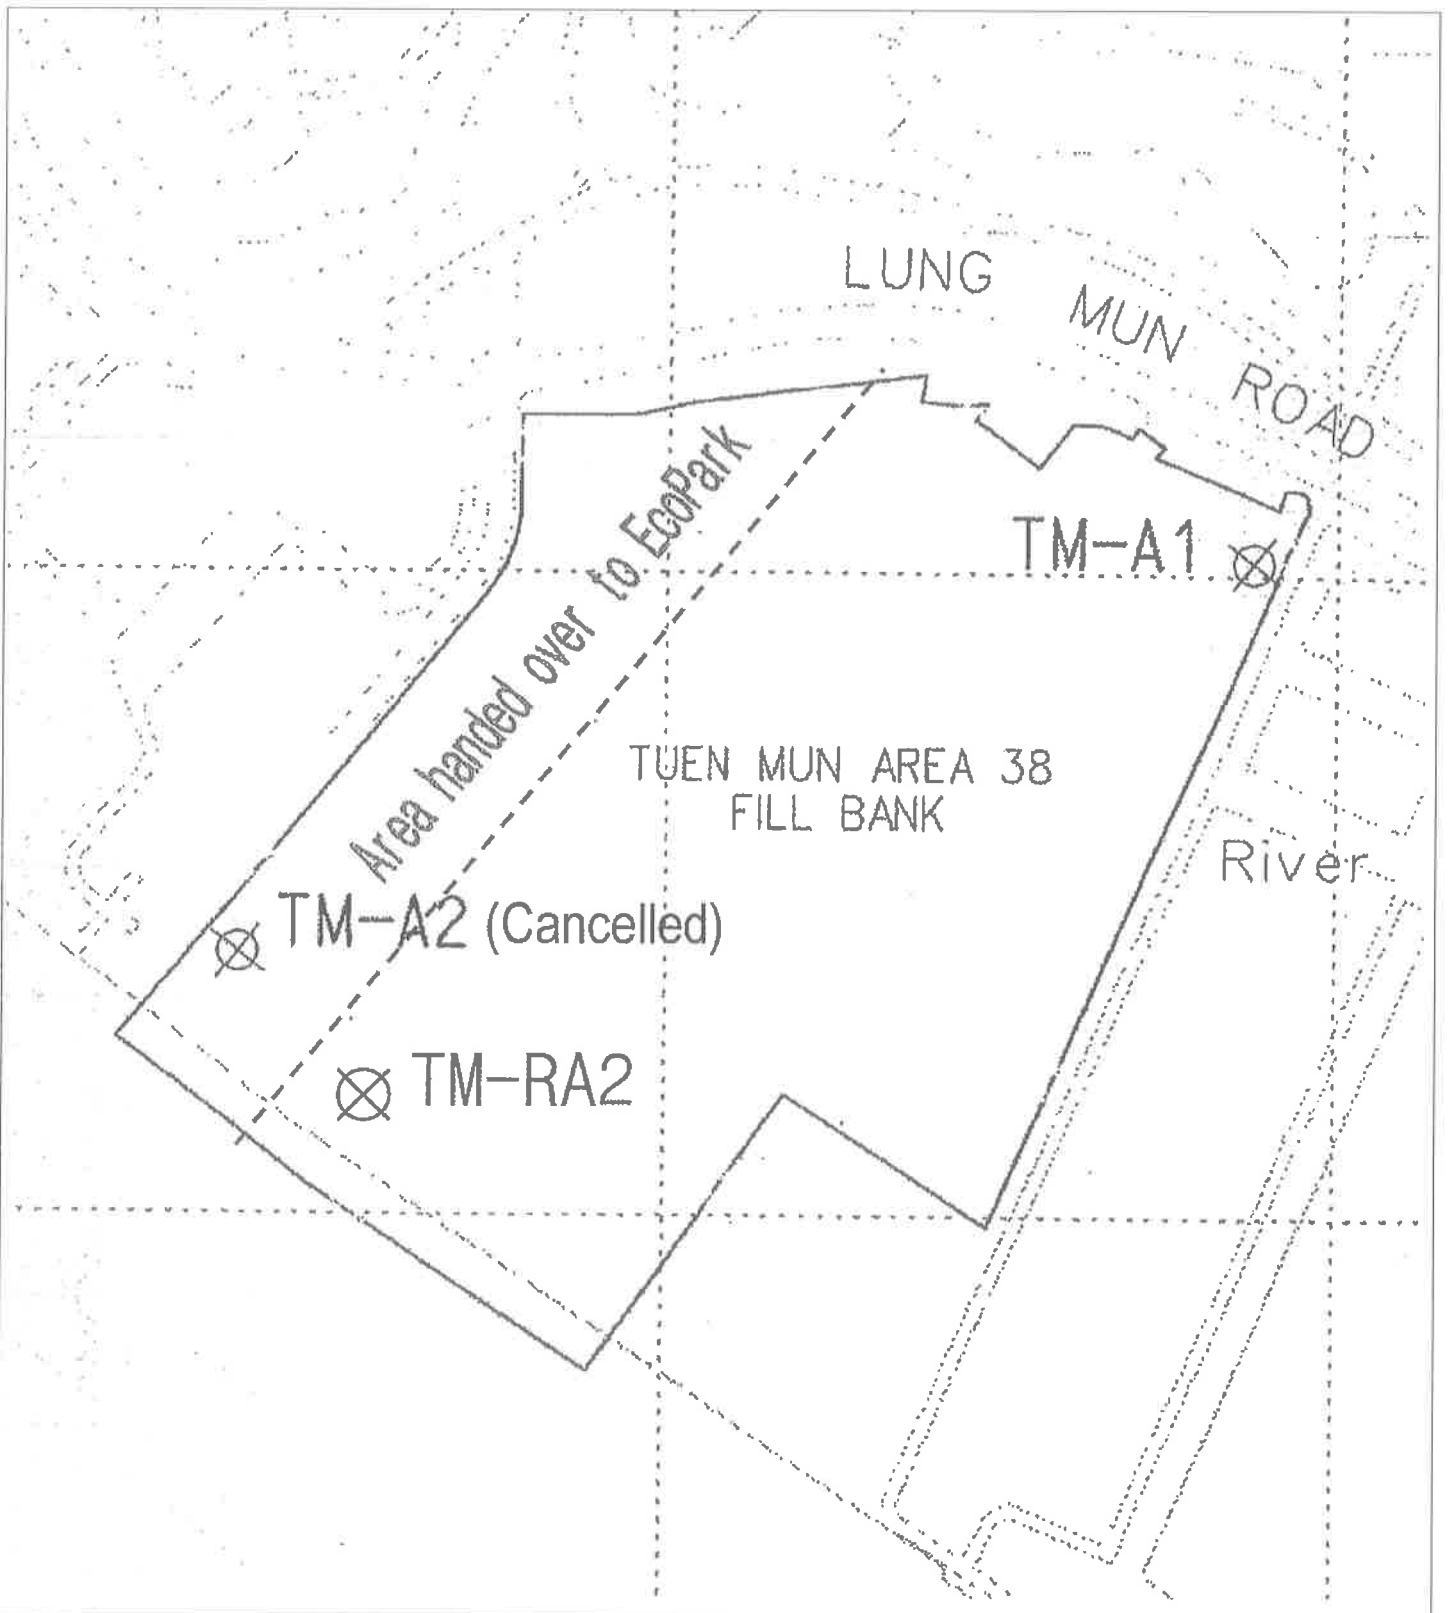 LUNG MUN ROAD
TM-A1
Area handed over to EcoPark
TUEN MUN AREA 38
FILL BANK
River
TM-A2 (Cancelled)
TM-RA2